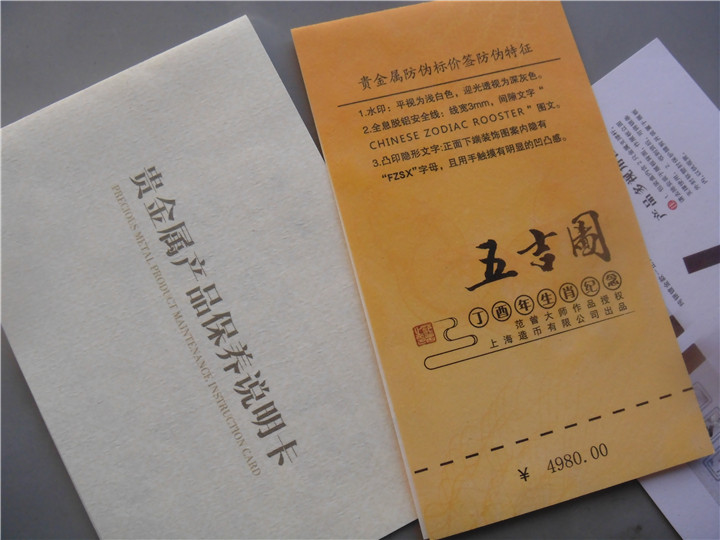 贵金属产品保养说明卡
PRECIOUS METAL PRODUCT MAINTENANCE INSTRUCTION CARD
贵金属防伪标价签防伪特征
1.水印：平视为浅白色，迎光透视为深灰色。
2.全息脱铝安全线：线宽3mm，间隙文字“
CHINESE ZODIAC ROOSTER”图文。
3.凸印隐形文字:正面下端装饰图案内隐有
“FZSX”字母，且用手触摸有明显的凹凸感。
五吉圖
丁酉年生肖纪念
范曾大师作品授权
上海造币有限公司出品
¥ 4980.00